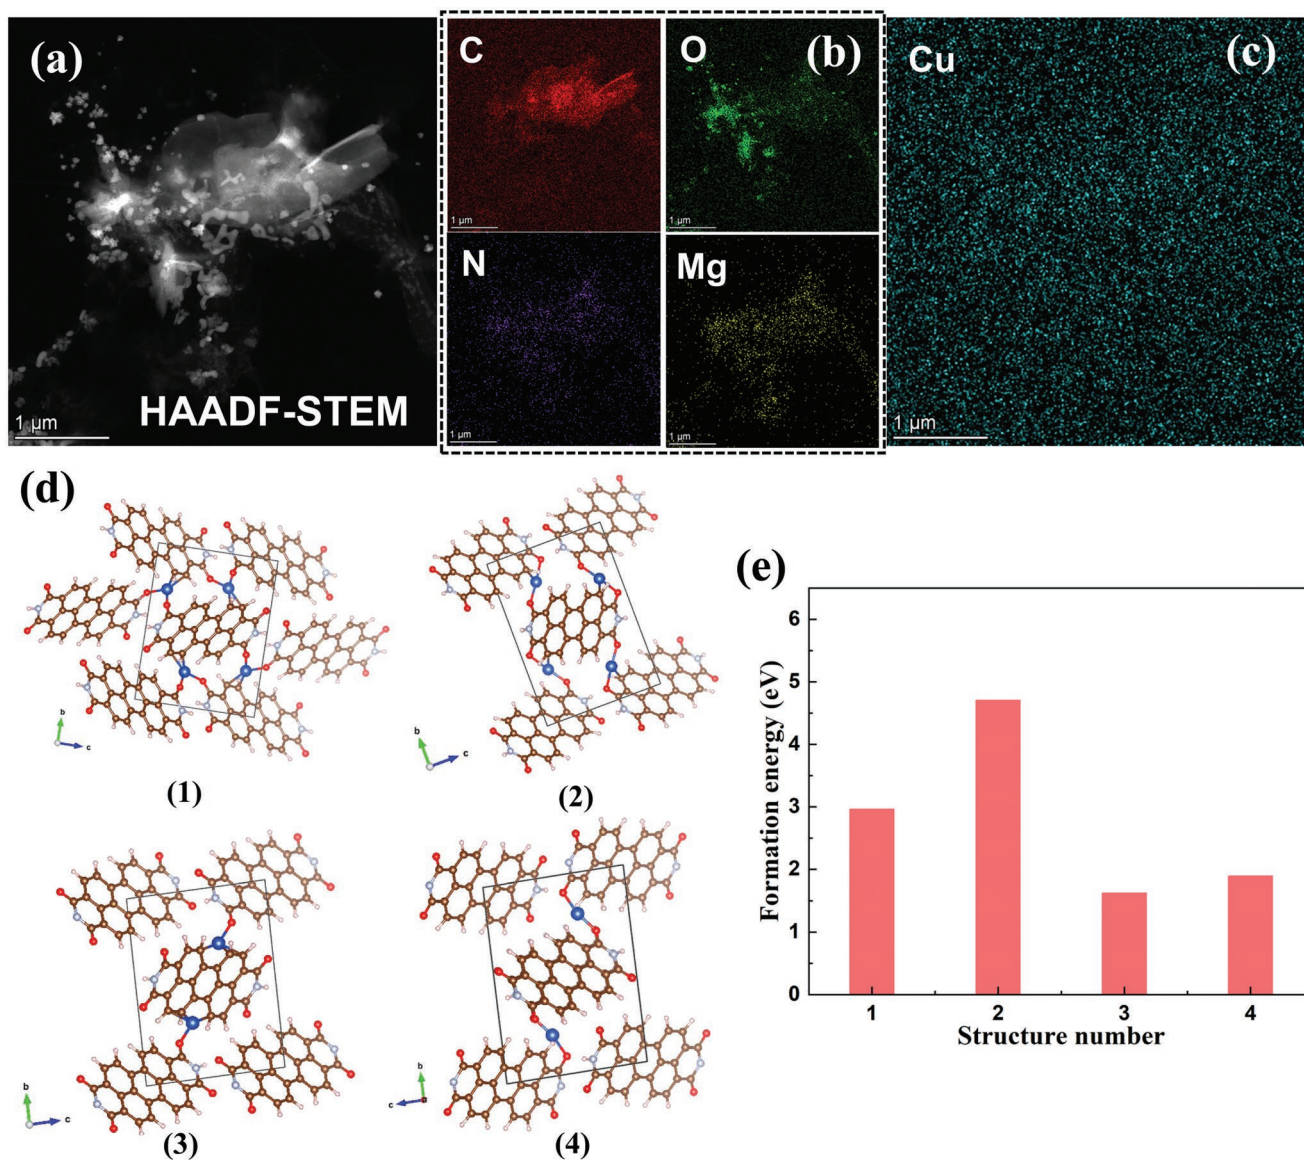 (a)
HAADF-STEM
1 µm
C
1 µm
O
(b)
1 µm
N
1 µm
Mg
1 µm
Cu
(c)
1 µm
(d)
b
c
(1)
b
c
(2)
b
c
(3)
b
c
(4)
(e)
Formation energy (eV)
6
5
4
3
2
1
0
1
2
3
4
Structure number